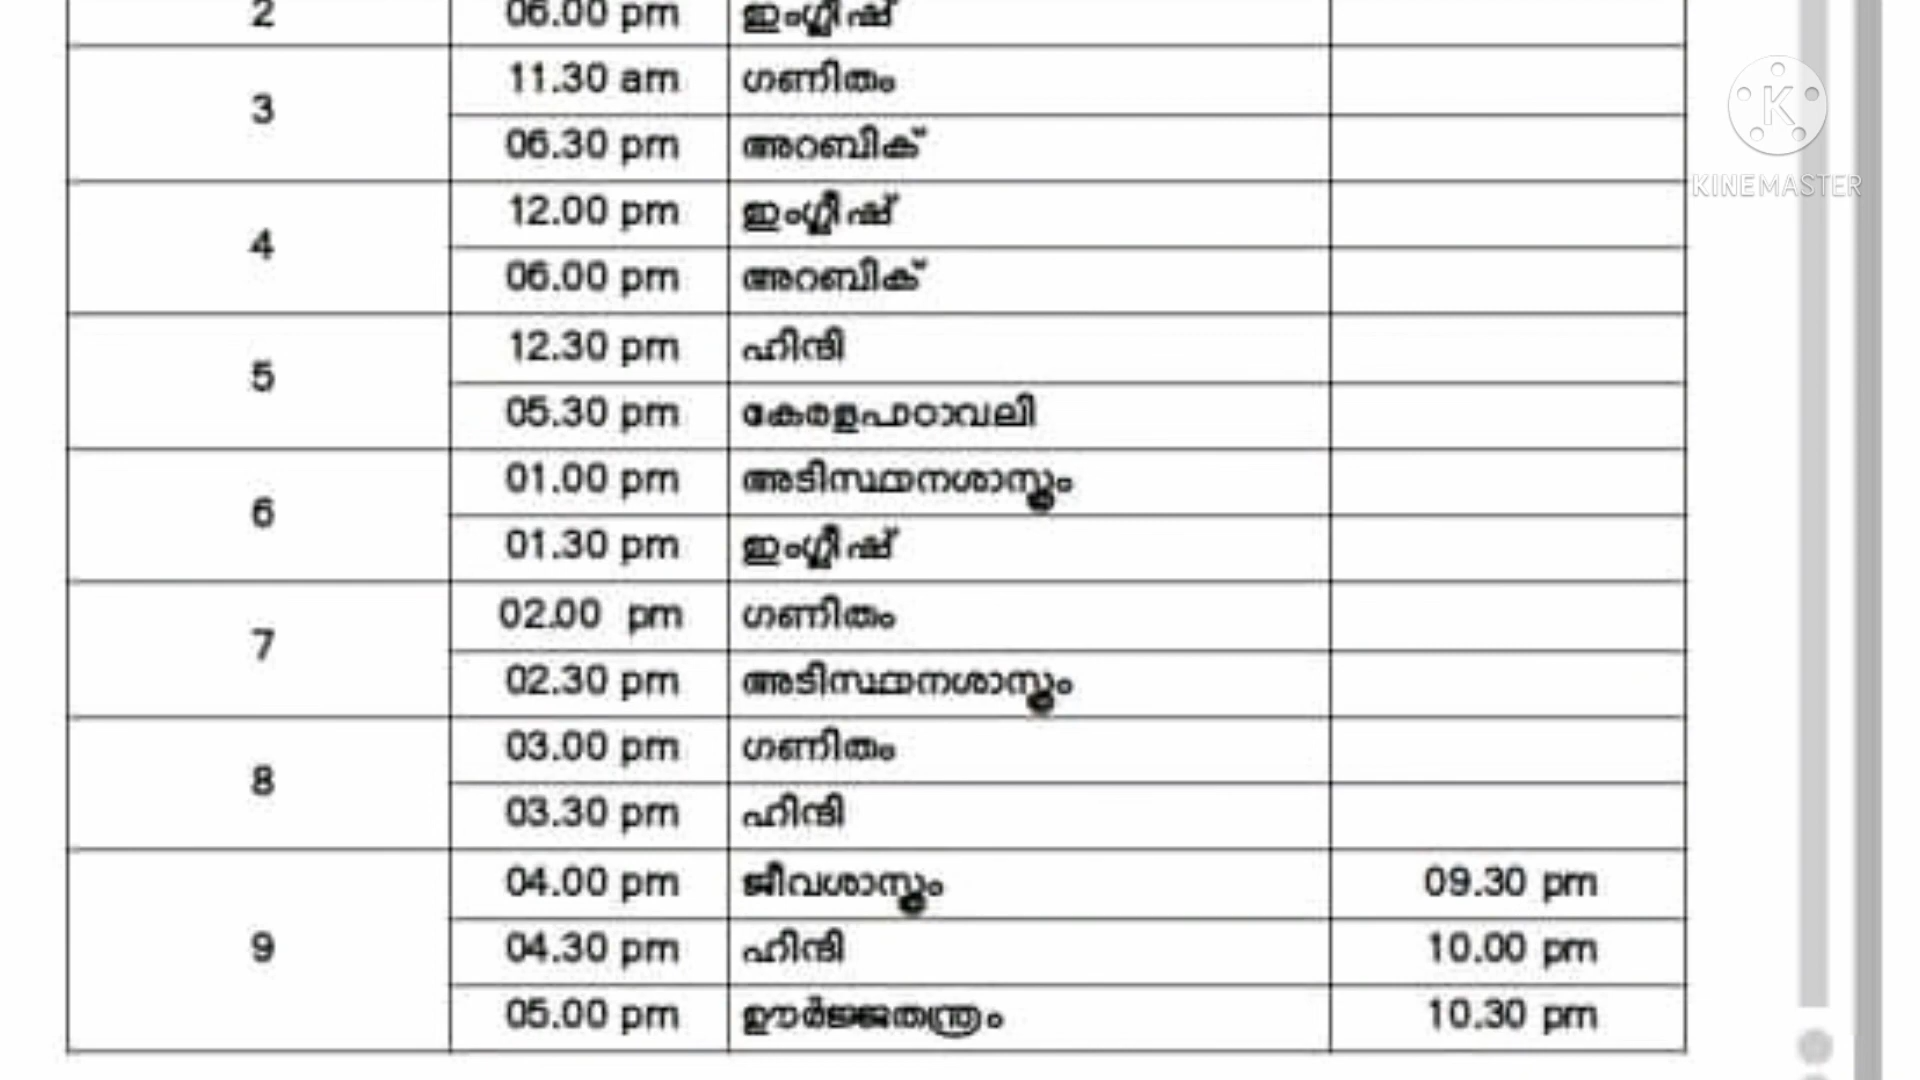 2 06.00 pm ഇംഗ്ലീഷ്
3 11.30 am ഗണിതം
06.30 pm അറബിക്
4 12.00 pm ഇംഗ്ലീഷ്
06.00 pm അറബിക്
5 12.30 pm ഹിന്ദി
05.30 pm കേരളപാഠാവലി
6 01.00 pm അടിസ്ഥാനശാസ്ത്രം
01.30 pm ഇംഗ്ലീഷ്
7 02.00 pm ഗണിതം
02.30 pm അടിസ്ഥാനശാസ്ത്രം
8 03.00 pm ഗണിതം
03.30 pm ഹിന്ദി
9 04.00 pm ജീവശാസ്ത്രം 09.30 pm
04.30 pm ഹിന്ദി 10.00 pm
05.00 pm ഊർജ്ജതന്ത്രം 10.30 pm
K
KINEMASTER